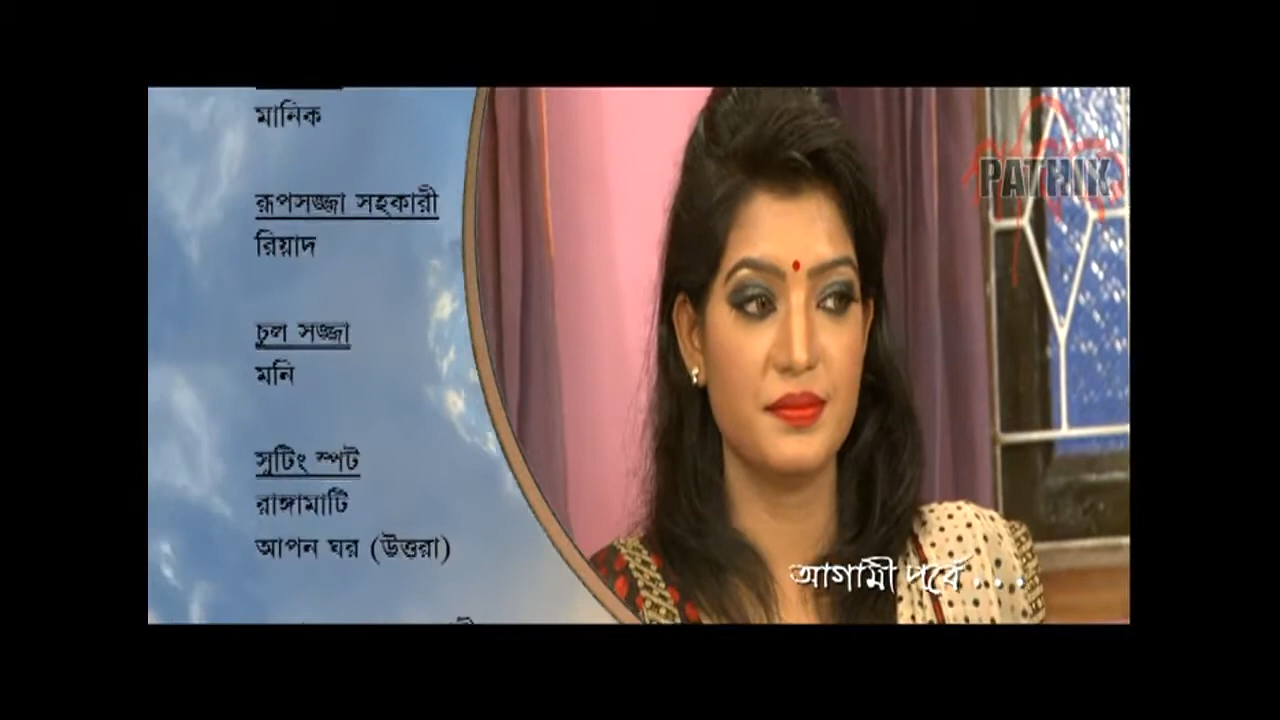 মানিক
রূপসজ্জা সহকারী
রিয়াদ
চুল সজ্জা
মনি
সুটিং স্পট
রাঙ্গামাটি
আপন ঘর (উত্তরা)
PATHIK
আগামী পর্বে . . .